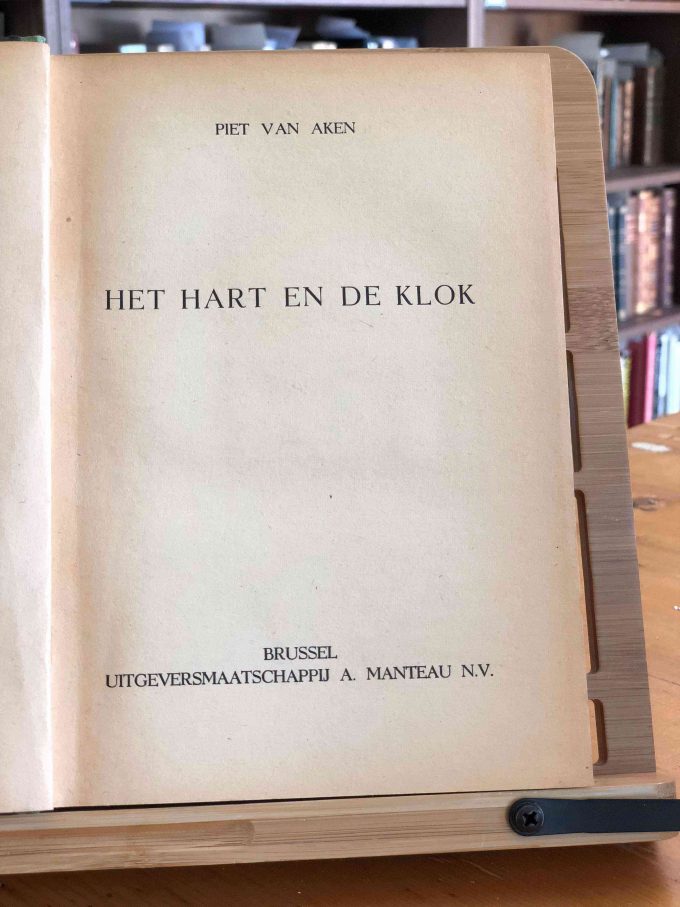 PIET VAN AKEN
HET HART EN DE KLOK
BRUSSEL
UITGEVERSMAATSCHAPPIJ A. MANTEAU N.V.